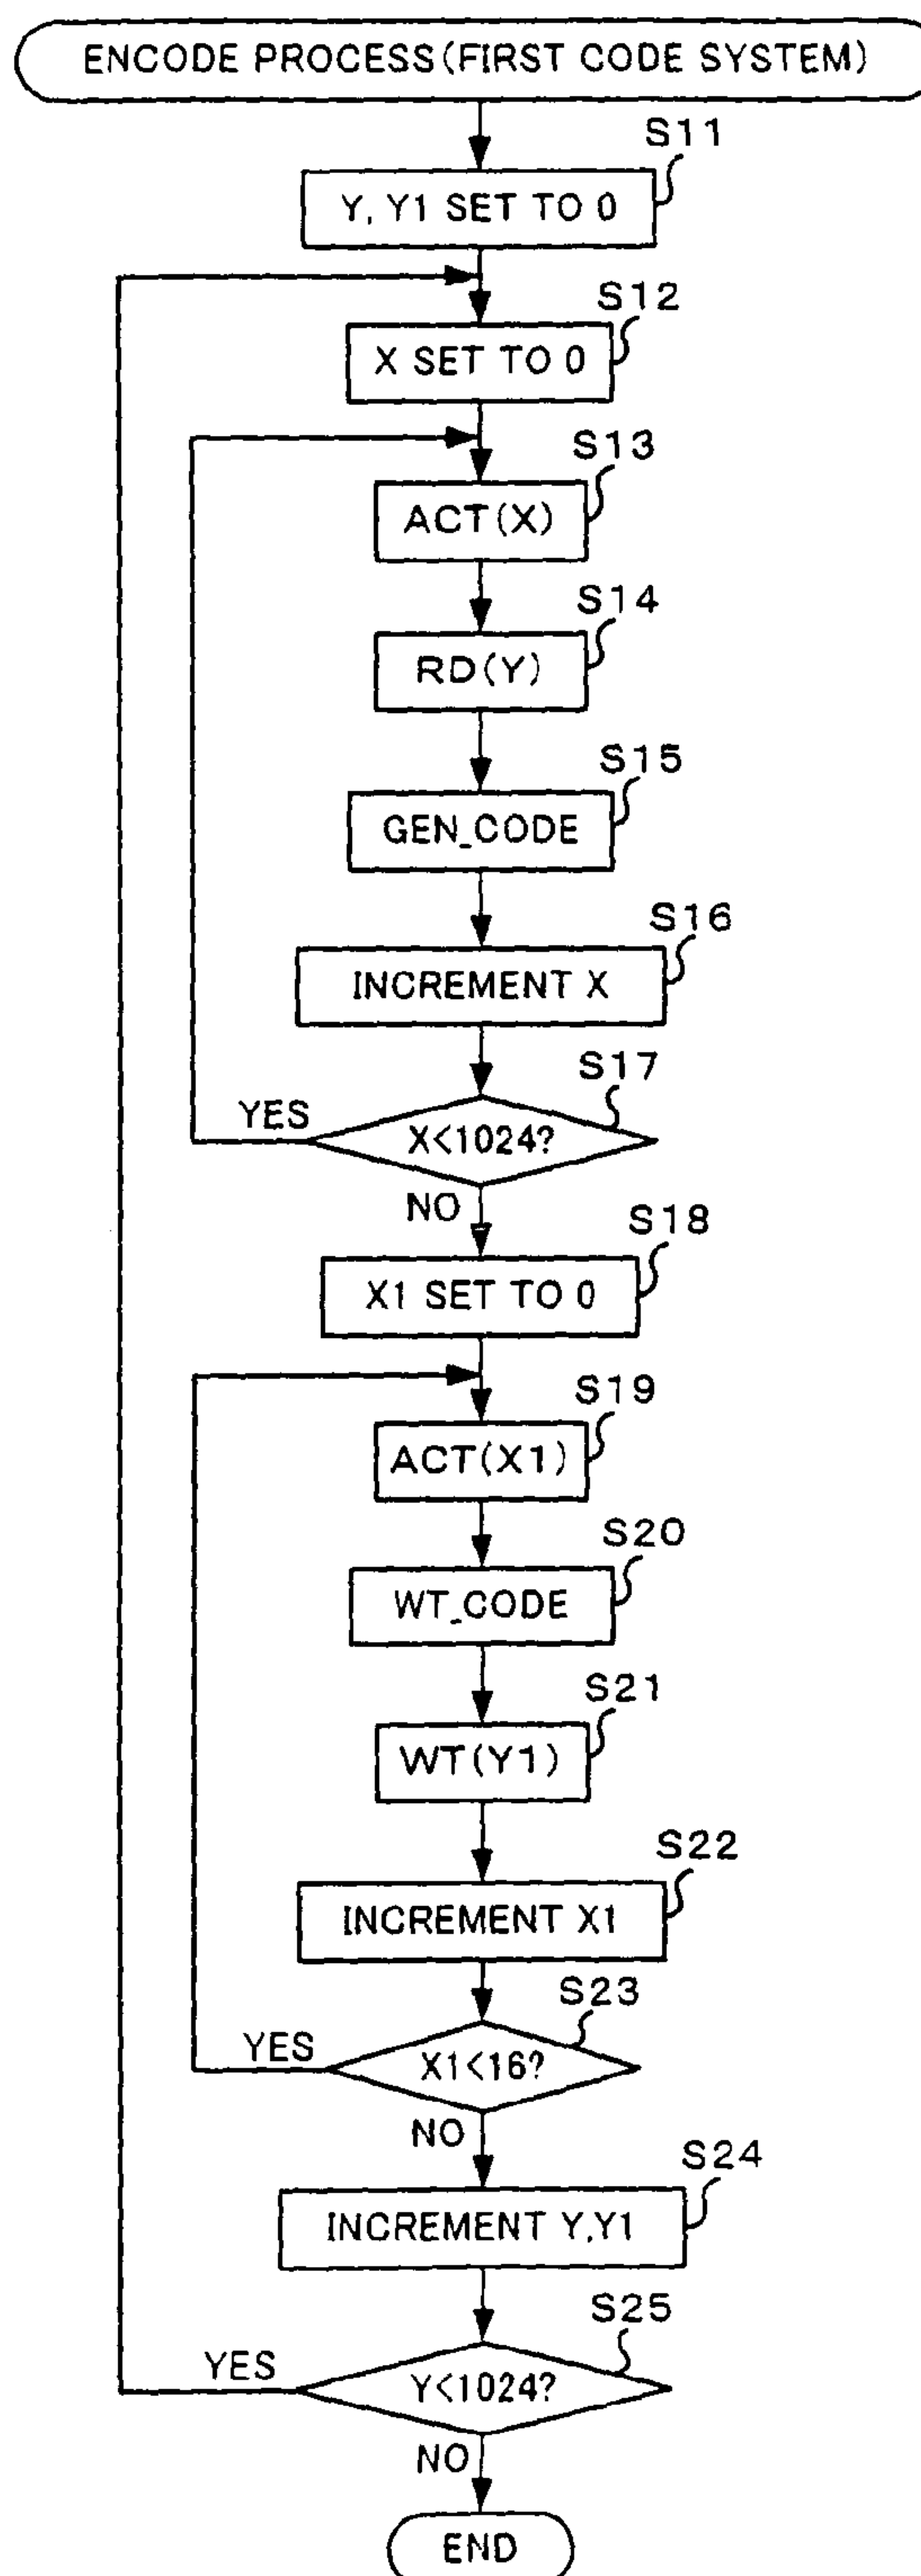 ENCODE PROCESS(FIRST CODE SYSTEM)
S11
Y, Y1 SET TO 0
S12
X SET TO 0
S13
ACT(X)
S14
RD(Y)
S15
GEN_CODE
S16
INCREMENT X
S17
YES
X<1024?
NO
S18
X1 SET TO 0
S19
ACT(X1)
S20
WT_CODE
S21
WT(Y1)
S22
INCREMENT X1
S23
YES
X1<16?
NO
S24
INCREMENT Y,Y1
S25
YES
Y<1024?
NO
END